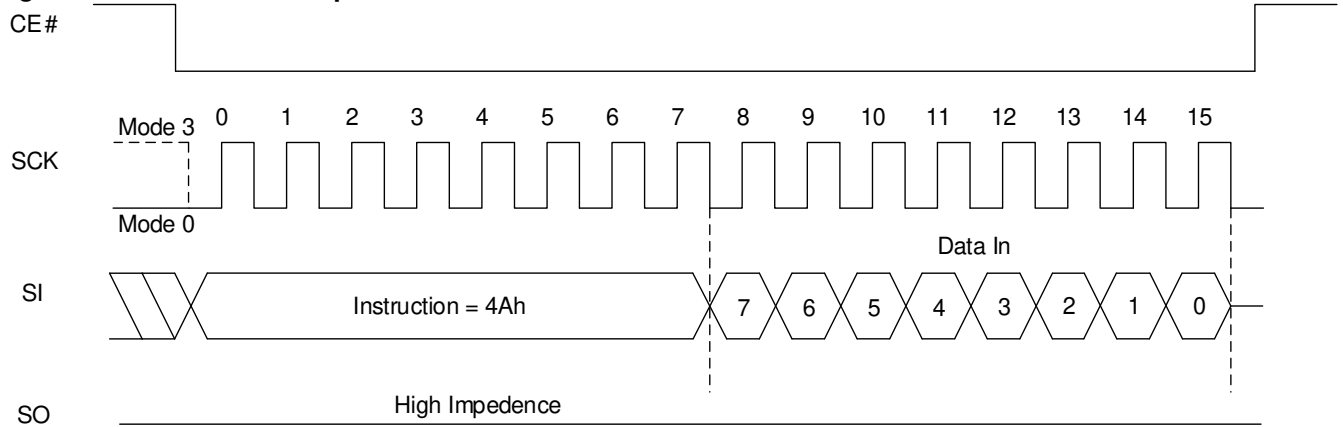 CE#
Mode 3 0 1 2 3 4 5 6 7 8 9 10 11 12 13 14 15
SCK
Mode 0
Data In
SI Instruction = 4Ah 7 6 5 4 3 2 1 0
High Impedence
SO